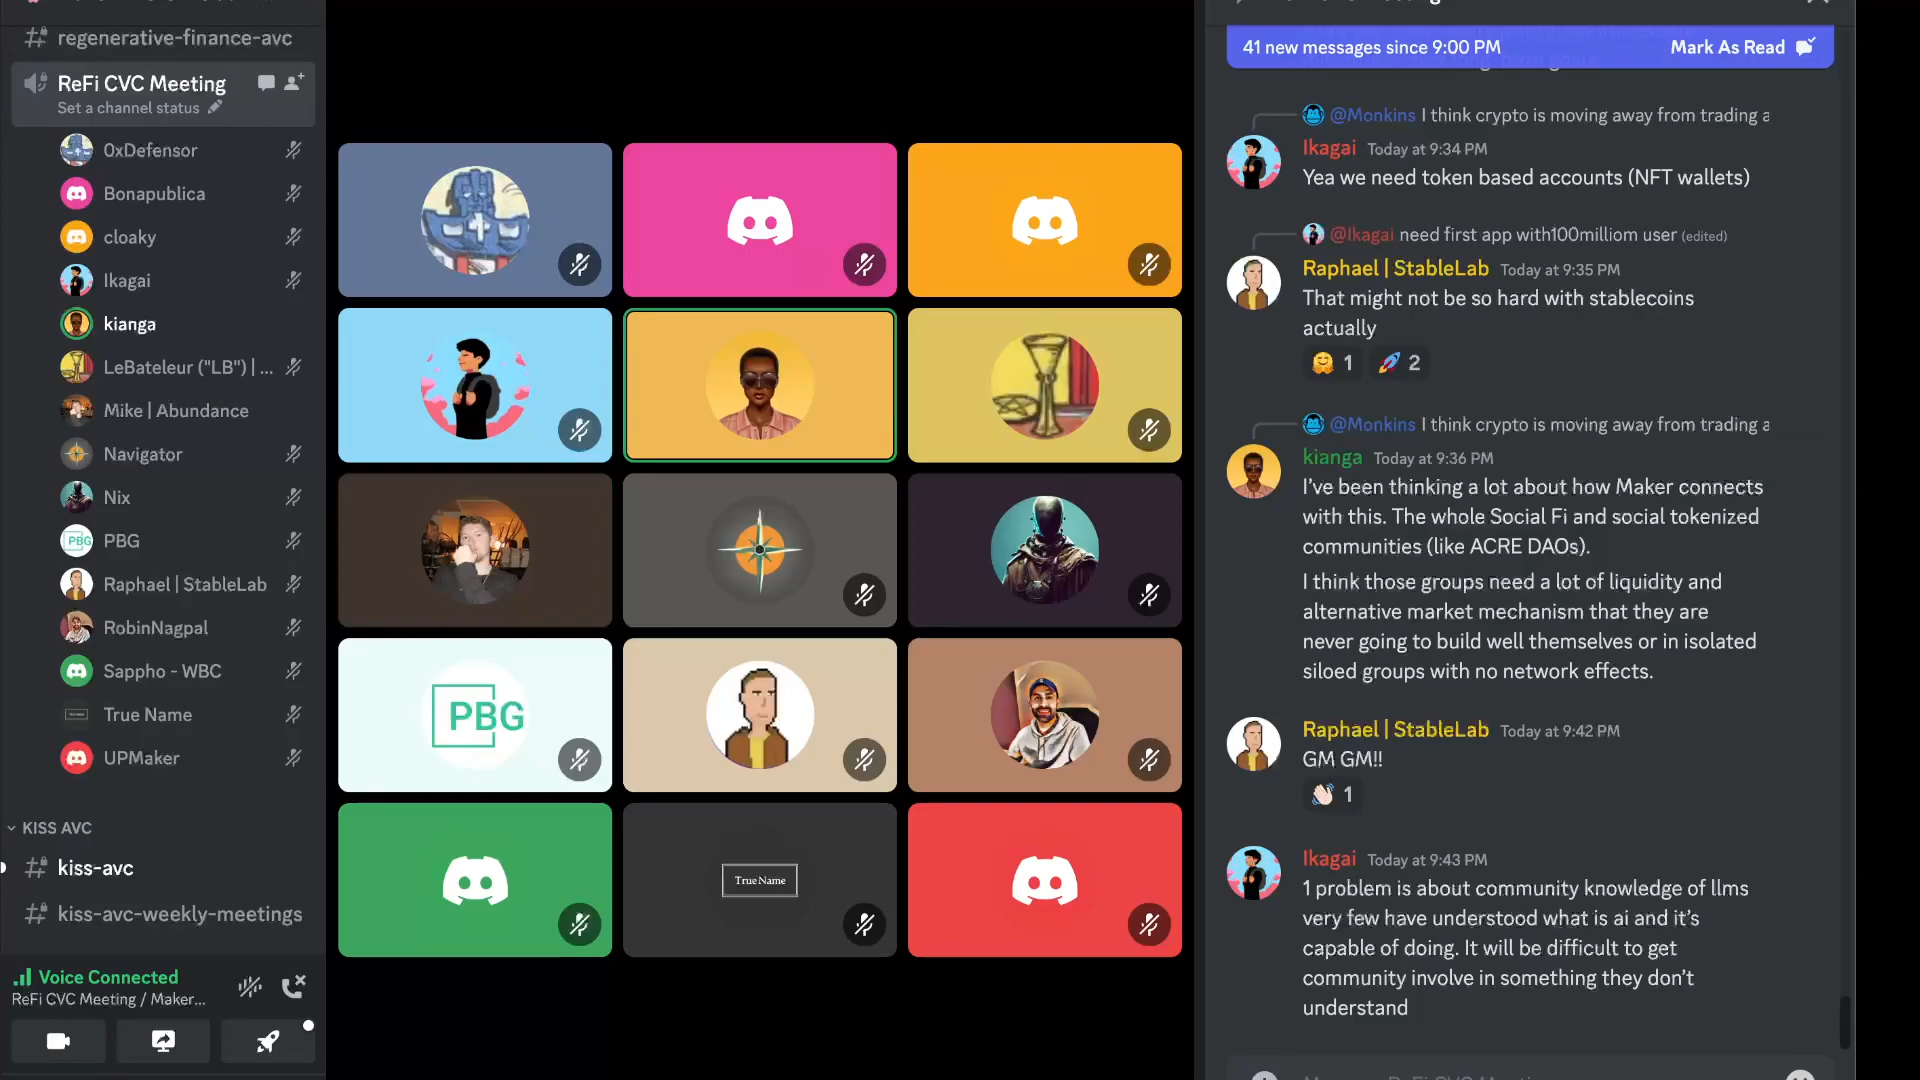 regenerative-finance-avc
ReFi CVC Meeting
Set a channel status
0xDefensor
Bonapublica
cloaky
Ikagai
kianga
LeBateleur ("LB") | ...
Mike | Abundance
Navigator
Nix
PBG
PBG
Raphael | StableLab
RobinNagpal
Sappho - WBC
True Name
UPMaker
KISS AVC
kiss-avc
kiss-avc-weekly-meetings
Voice Connected
ReFi CVC Meeting / Maker...
PBG
True Name
41 new messages since 9:00 PM
Mark As Read
@Monkins I think crypto is moving away from trading a
Ikagai Today at 9:34 PM
Yea we need token based accounts (NFT wallets)
@Ikagai need first app with100milliom user (edited)
Raphael | StableLab Today at 9:35 PM
That might not be so hard with stablecoins
actually
1 2
@Monkins I think crypto is moving away from trading a
kianga Today at 9:36 PM
I've been thinking a lot about how Maker connects
with this. The whole Social Fi and social tokenized
communities (like ACRE DAOs).
I think those groups need a lot of liquidity and
alternative market mechanism that they are
never going to build well themselves or in isolated
siloed groups with no network effects.
Raphael | StableLab Today at 9:42 PM
GM GM!!
1
Ikagai Today at 9:43 PM
1 problem is about community knowledge of llms
very few have understood what is ai and it's
capable of doing. It will be difficult to get
community involve in something they don't
understand